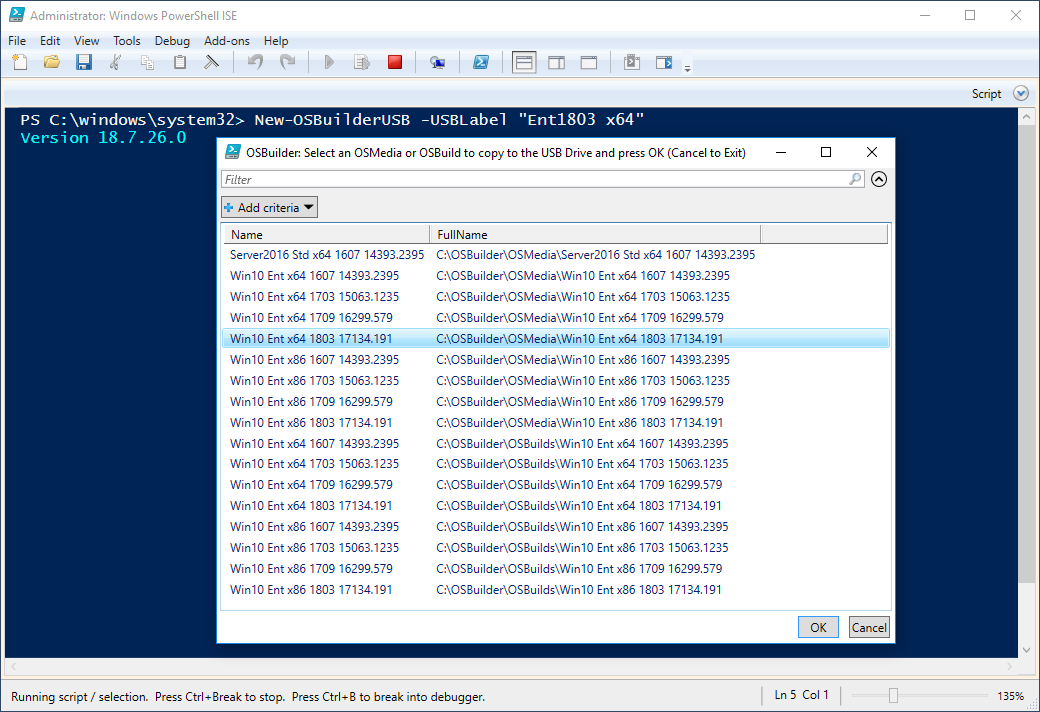 Administrator: Windows PowerShell ISE
File Edit View Tools Debug Add-ons Help
Script
PS C:\windows\system32> New-OSBuilderUSB -USBLabel "Ent1803 x64"
Version 18.7.26.0
OSBuilder: Select an OSMedia or OSBuild to copy to the USB Drive and press OK (Cancel to Exit)
Filter
Add criteria
Name FullName
Server2016 Std x64 1607 14393.2395 C:\OSBuilder\OSMedia\Server2016 Std x64 1607 14393.2395
Win10 Ent x64 1607 14393.2395 C:\OSBuilder\OSMedia\Win10 Ent x64 1607 14393.2395
Win10 Ent x64 1703 15063.1235 C:\OSBuilder\OSMedia\Win10 Ent x64 1703 15063.1235
Win10 Ent x64 1709 16299.579 C:\OSBuilder\OSMedia\Win10 Ent x64 1709 16299.579
Win10 Ent x64 1803 17134.191 C:\OSBuilder\OSMedia\Win10 Ent x64 1803 17134.191
Win10 Ent x86 1607 14393.2395 C:\OSBuilder\OSMedia\Win10 Ent x86 1607 14393.2395
Win10 Ent x86 1703 15063.1235 C:\OSBuilder\OSMedia\Win10 Ent x86 1703 15063.1235
Win10 Ent x86 1709 16299.579 C:\OSBuilder\OSMedia\Win10 Ent x86 1709 16299.579
Win10 Ent x86 1803 17134.191 C:\OSBuilder\OSMedia\Win10 Ent x86 1803 17134.191
Win10 Ent x64 1607 14393.2395 C:\OSBuilder\OSBuilds\Win10 Ent x64 1607 14393.2395
Win10 Ent x64 1703 15063.1235 C:\OSBuilder\OSBuilds\Win10 Ent x64 1703 15063.1235
Win10 Ent x64 1709 16299.579 C:\OSBuilder\OSBuilds\Win10 Ent x64 1709 16299.579
Win10 Ent x64 1803 17134.191 C:\OSBuilder\OSBuilds\Win10 Ent x64 1803 17134.191
Win10 Ent x86 1607 14393.2395 C:\OSBuilder\OSBuilds\Win10 Ent x86 1607 14393.2395
Win10 Ent x86 1703 15063.1235 C:\OSBuilder\OSBuilds\Win10 Ent x86 1703 15063.1235
Win10 Ent x86 1709 16299.579 C:\OSBuilder\OSBuilds\Win10 Ent x86 1709 16299.579
Win10 Ent x86 1803 17134.191 C:\OSBuilder\OSBuilds\Win10 Ent x86 1803 17134.191
OK Cancel
Running script / selection. Press Ctrl+Break to stop. Press Ctrl+B to break into debugger. Ln 5 Col 1 135%